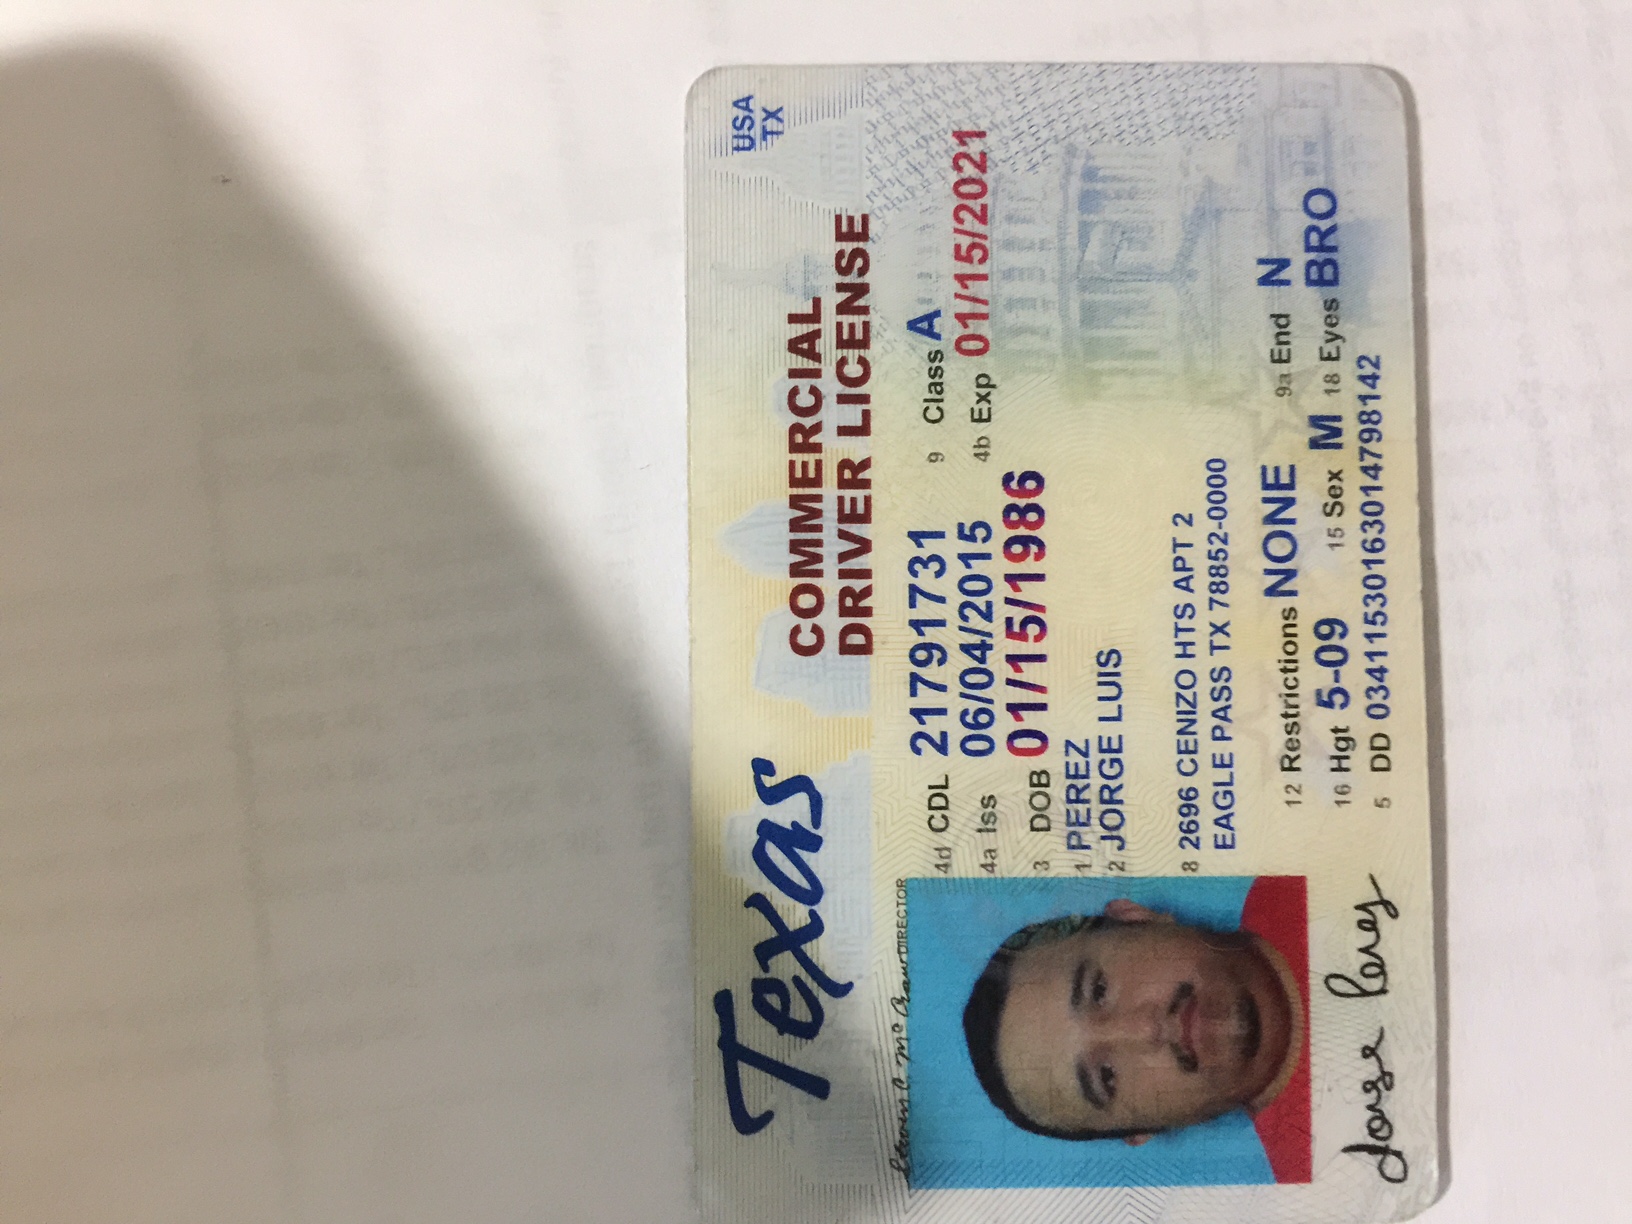 Texas
USA
TX
COMMERCIAL
DRIVER LICENSE
Steven C. McCraw DIRECTOR
4d CDL 21791731 9 Class A
4a Iss 06/04/2015 4b Exp 01/15/2021
3 DOB 01/15/1986
1 PEREZ
2 JORGE LUIS
8 2696 CENIZO HTS APT 2
EAGLE PASS TX 78852-0000
12 Restrictions NONE 9a End N
16 Hgt 5-09 15 Sex M 18 Eyes BRO
5 DD 03411530163014798142
Jorge Perez